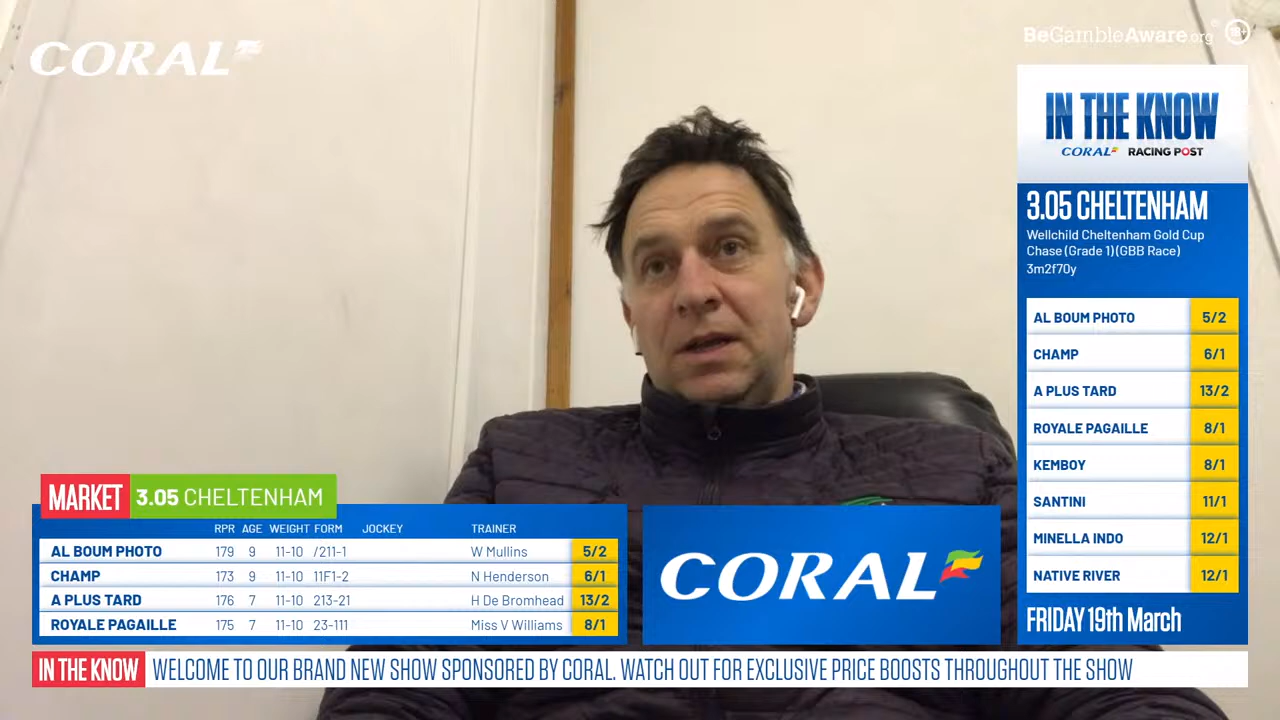 CORAL
BeGambleAware.org® 18+
IN THE KNOW
CORAL RACING POST
3.05 CHELTENHAM
Wellchild Cheltenham Gold Cup
Chase (Grade 1) (GBB Race)
3m2f70y
AL BOUM PHOTO 5/2
CHAMP 6/1
A PLUS TARD 13/2
ROYALE PAGAILLE 8/1
KEMBOY 8/1
SANTINI 11/1
MINELLA INDO 12/1
NATIVE RIVER 12/1
FRIDAY 19th March
MARKET 3.05 CHELTENHAM
RPR AGE WEIGHT FORM JOCKEY TRAINER
AL BOUM PHOTO 179 9 11-10 /211-1 W Mullins 5/2
CHAMP 173 9 11-10 11F1-2 N Henderson 6/1
A PLUS TARD 176 7 11-10 213-21 H De Bromhead 13/2
ROYALE PAGAILLE 175 7 11-10 23-111 Miss V Williams 8/1
CORAL
IN THE KNOW WELCOME TO OUR BRAND NEW SHOW SPONSORED BY CORAL. WATCH OUT FOR EXCLUSIVE PRICE BOOSTS THROUGHOUT THE SHOW